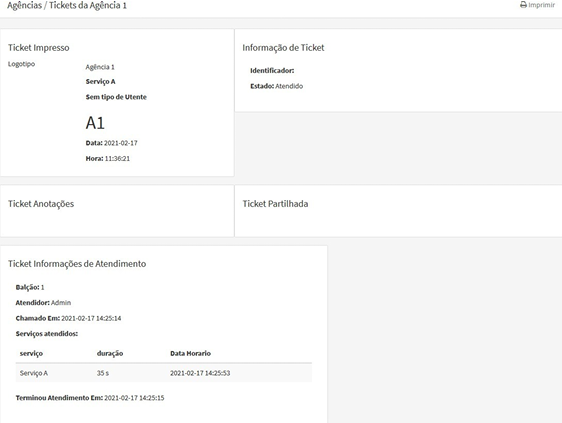 Agências / Tickets da Agência 1
Imprimir
Ticket Impresso
Logotipo
Agência 1
Serviço A
Sem tipo de Utente
A1
Data: 2021-02-17
Hora: 11:36:21
Informação de Ticket
Identificador:
Estado: Atendido
Ticket Anotações
Ticket Partilhada
Ticket Informações de Atendimento
Balção: 1
Atendidor: Admin
Chamado Em: 2021-02-17 14:25:14
Serviços atendidos:
serviço duração Data Horario
Serviço A 35 s 2021-02-17 14:25:53
Terminou Atendimento Em: 2021-02-17 14:25:15